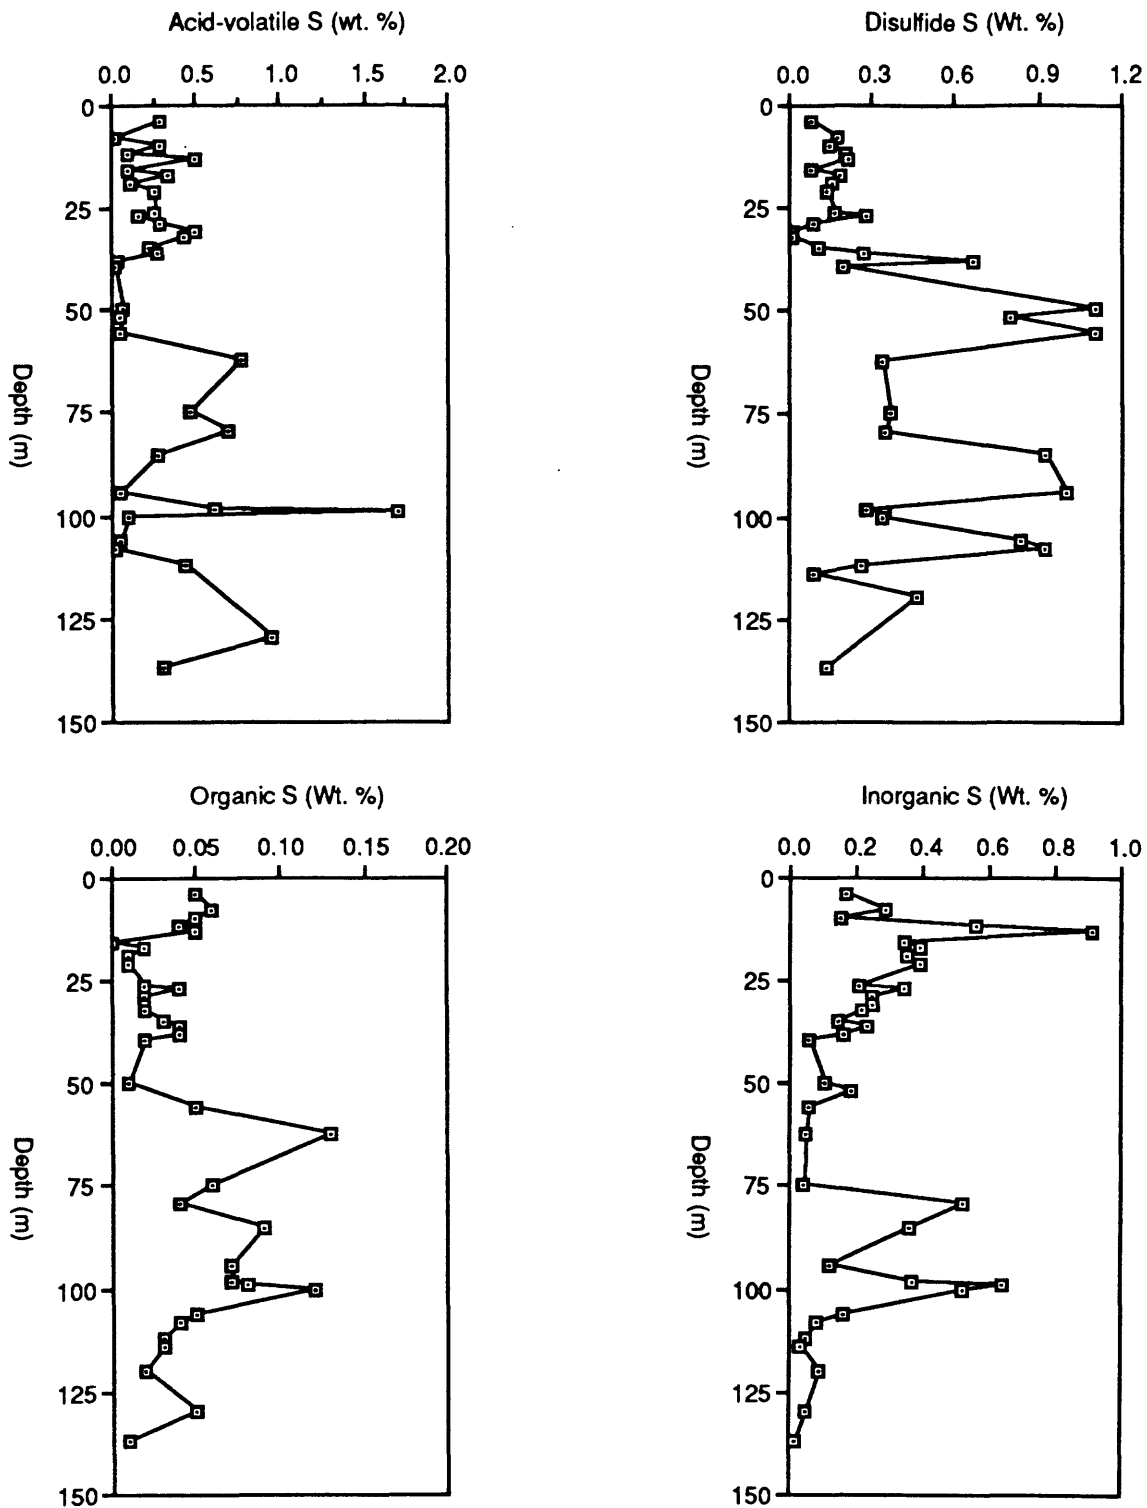 Acid-volatile S (wt. %)
0.0 0.5 1.0 1.5 2.0
0
25
50
75
100
125
150
Depth (m)
Disulfide S (Wt. %)
0.0 0.3 0.6 0.9 1.2
0
25
50
75
100
125
150
Depth (m)
Organic S (Wt. %)
0.00 0.05 0.10 0.15 0.20
0
25
50
75
100
125
150
Depth (m)
Inorganic S (Wt. %)
0.0 0.2 0.4 0.6 0.8 1.0
0
25
50
75
100
125
150
Depth (m)